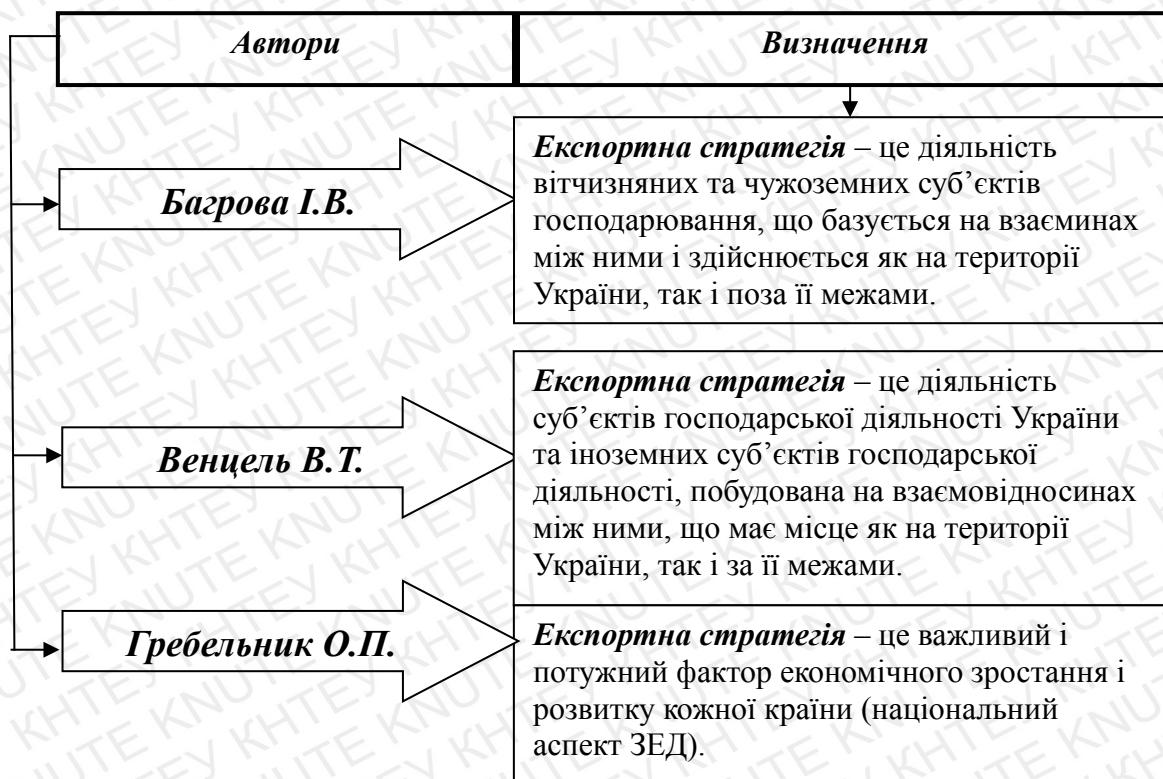 Автори
Визначення
Багрова І.В.
Експортна стратегія – це діяльність
вітчизняних та чужоземних суб’єктів
господарювання, що базується на взаєминах
між ними і здійснюється як на території
України, так і поза її межами.
Венцель В.Т.
Експортна стратегія – це діяльність
суб’єктів господарської діяльності України
та іноземних суб’єктів господарської
діяльності, побудована на взаємовідносинах
між ними, що має місце як на території
України, так і за її межами.
Гребельник О.П.
Експортна стратегія – це важливий і
потужний фактор економічного зростання і
розвитку кожної країни (національний
аспект ЗЕД).